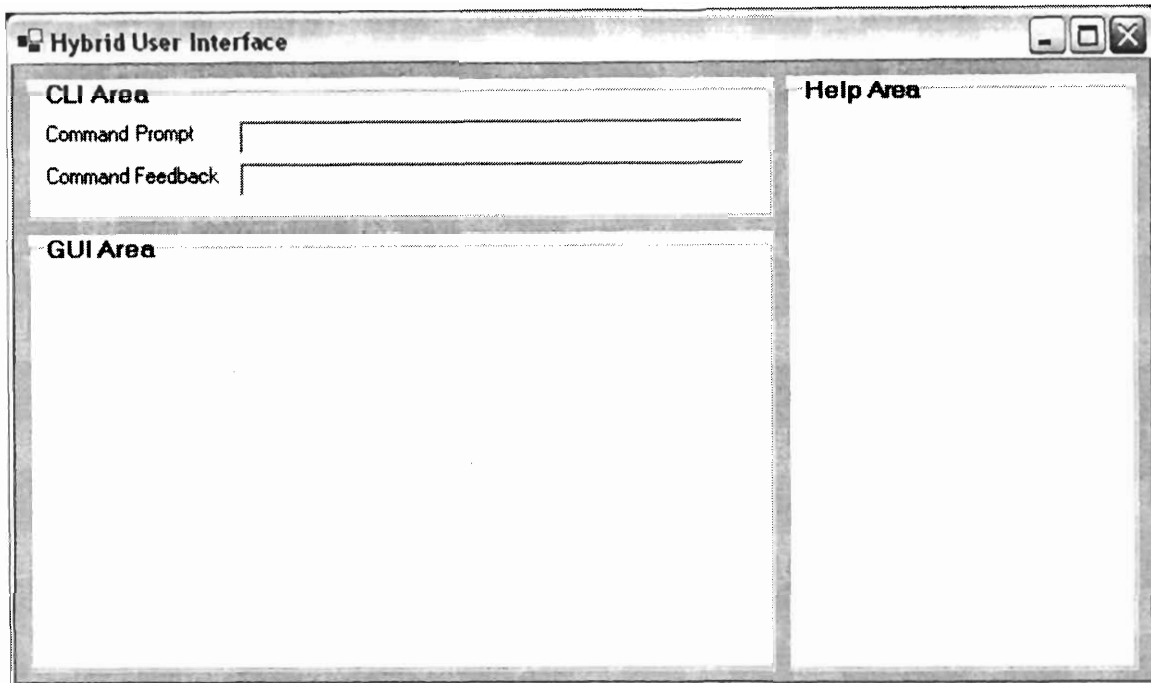 Hybrid User Interface
CLI Area
Command Prompt
Command Feedback
GUI Area
Help Area